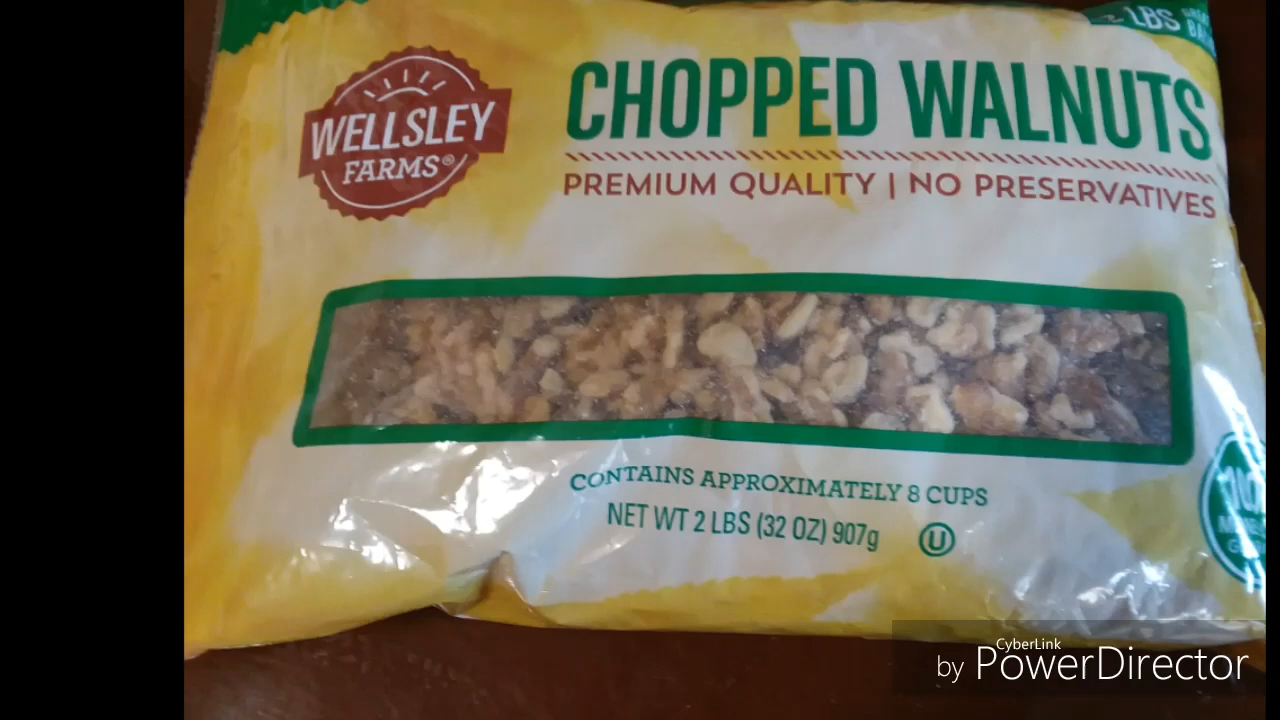 LBS
WELLSLEY
FARMS®
CHOPPED WALNUTS
PREMIUM QUALITY | NO PRESERVATIVES
CONTAINS APPROXIMATELY 8 CUPS
NET WT 2 LBS (32 OZ) 907g
U
CyberLink
by PowerDirector